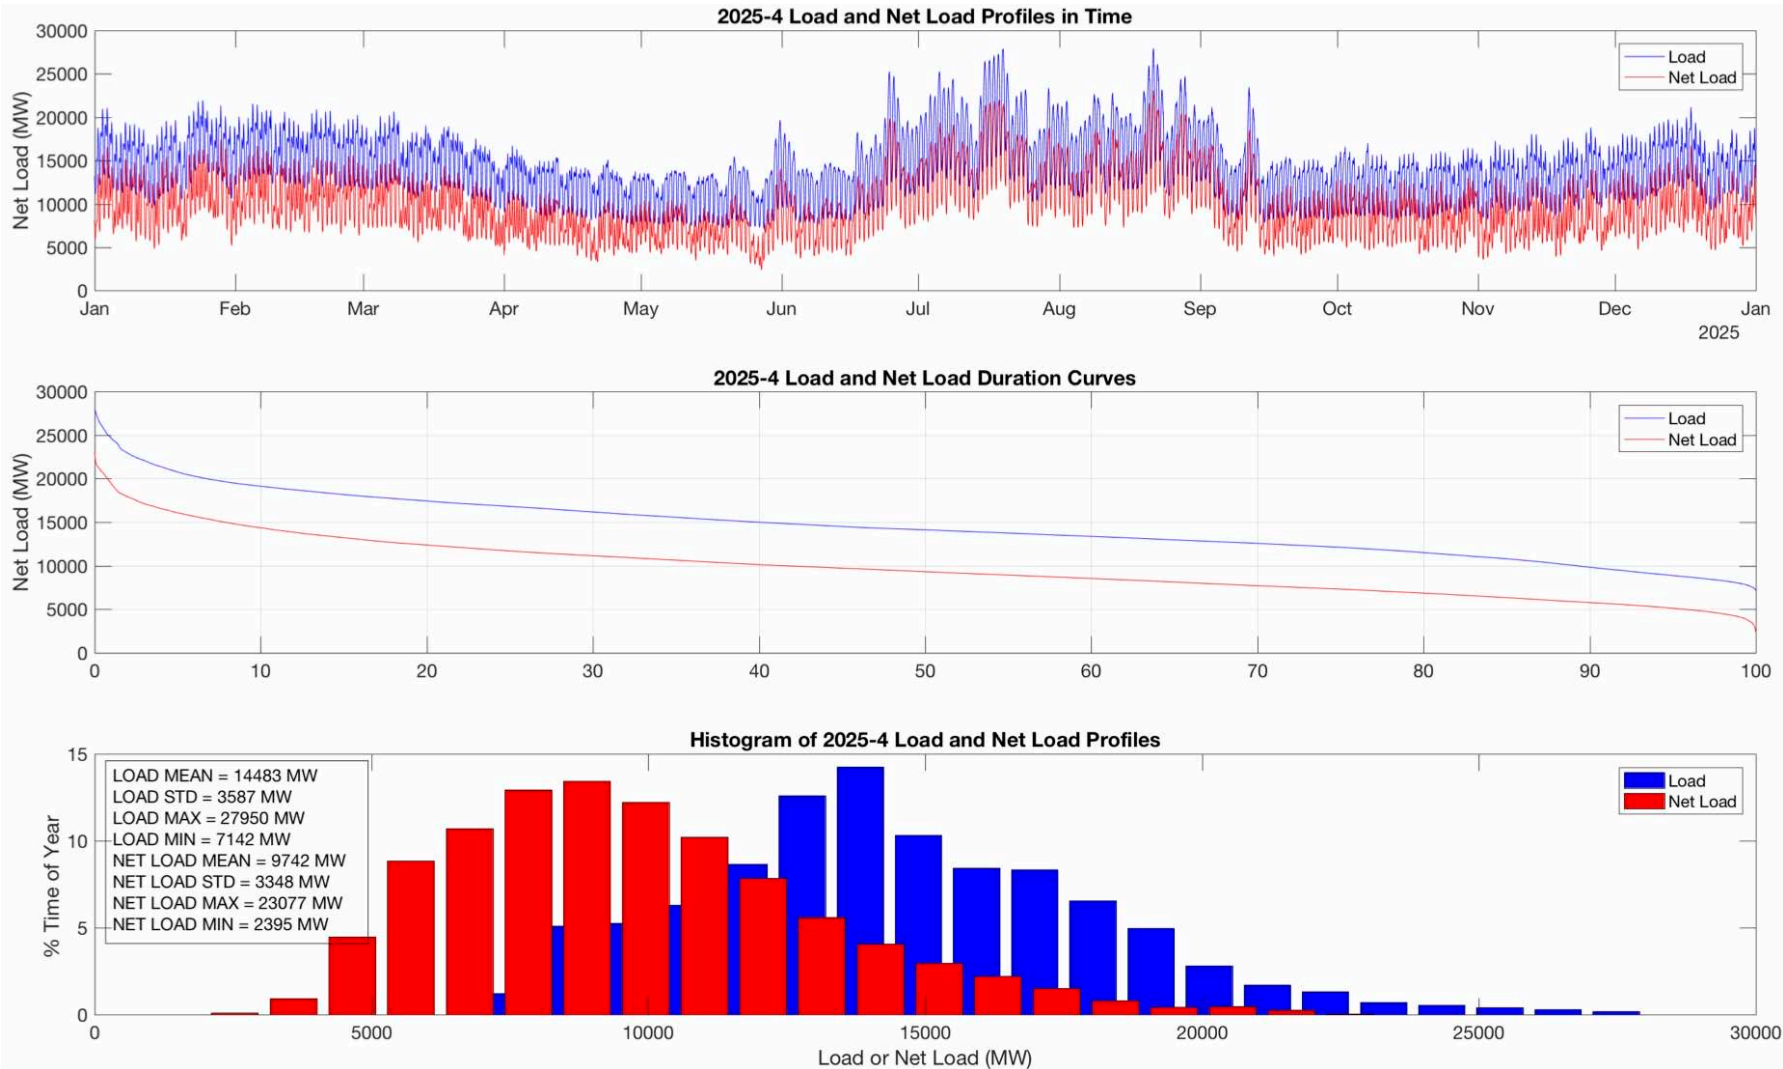 2025-4 Load and Net Load Profiles in Time
30000
25000
20000
15000
10000
5000
0
Net Load (MW)
Load
Net Load
Jan
Feb
Mar
Apr
May
Jun
Jul
Aug
Sep
Oct
Nov
Dec
Jan
2025
2025-4 Load and Net Load Duration Curves
30000
25000
20000
15000
10000
5000
0
Net Load (MW)
Load
Net Load
0
10
20
30
40
50
60
70
80
90
100
Histogram of 2025-4 Load and Net Load Profiles
15
10
5
0
% Time of Year
LOAD MEAN = 14483 MW
LOAD STD = 3587 MW
LOAD MAX = 27950 MW
LOAD MIN = 7142 MW
NET LOAD MEAN = 9742 MW
NET LOAD STD = 3348 MW
NET LOAD MAX = 23077 MW
NET LOAD MIN = 2395 MW
Load
Net Load
0
5000
10000
15000
20000
25000
30000
Load or Net Load (MW)